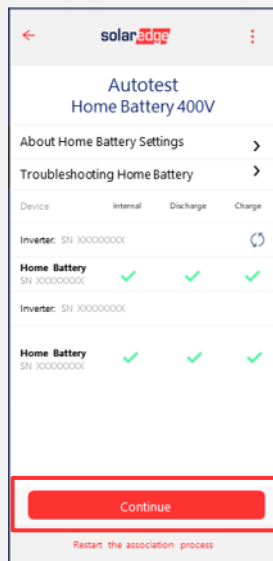 solaredge
Autotest
Home Battery 400V
About Home Battery Settings
Troubleshooting Home Battery
Device Internal Discharge Charge
Inverter: SN XXXXXXXX
Home Battery
SN XXXXXXXX
Inverter: SN XXXXXXXX
Home Battery
SN XXXXXXXX
Continue
Restart the association process